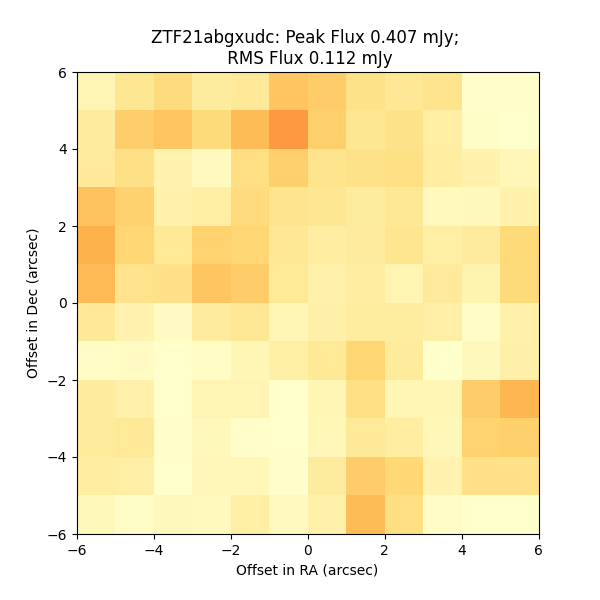 ZTF21abgxudc: Peak Flux 0.407 mJy;
RMS Flux 0.112 mJy
6
4
2
0
−2
−4
−6
Offset in Dec (arcsec)
−6 −4 −2 0 2 4 6
Offset in RA (arcsec)